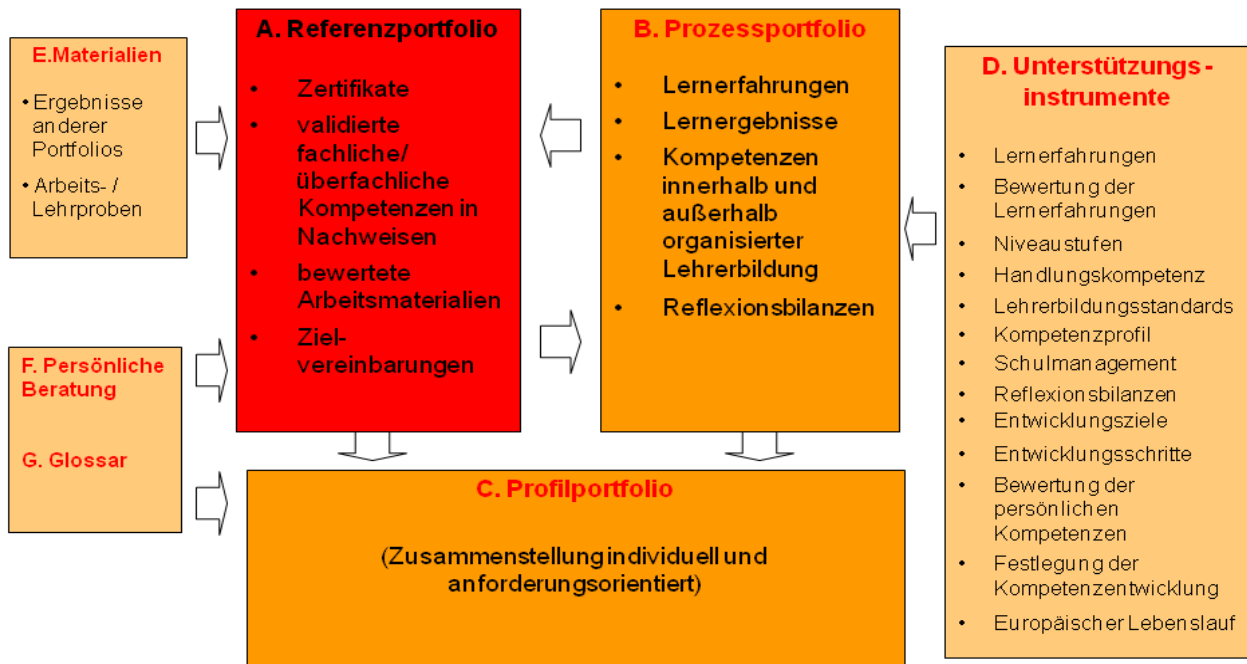 E.Materialien
• Ergebnisse
anderer
Portfolios
• Arbeits- /
Lehrproben
F. Persönliche
Beratung
G. Glossar
A. Referenzportfolio
• Zertifikate
• validierte
fachliche/
überfachliche
Kompetenzen in
Nachweisen
• bewertete
Arbeitsmaterialien
• Ziel-
vereinbarungen
B. Prozessportfolio
• Lernerfahrungen
• Lernergebnisse
• Kompetenzen
innerhalb und
außerhalb
organisierter
Lehrerbildung
• Reflexionsbilanzen
C. Profilportfolio
(Zusammenstellung individuell und
anforderungsorientiert)
D. Unterstützungs-
instrumente
• Lernerfahrungen
• Bewertung der
Lernerfahrungen
• Niveaustufen
• Handlungskompetenz
• Lehrerbildungsstandards
• Kompetenzprofil
• Schulmanagement
• Reflexionsbilanzen
• Entwicklungsziele
• Entwicklungsschritte
• Bewertung der
persönlichen
Kompetenzen
• Festlegung der
Kompetenzentwicklung
• Europäischer Lebenslauf